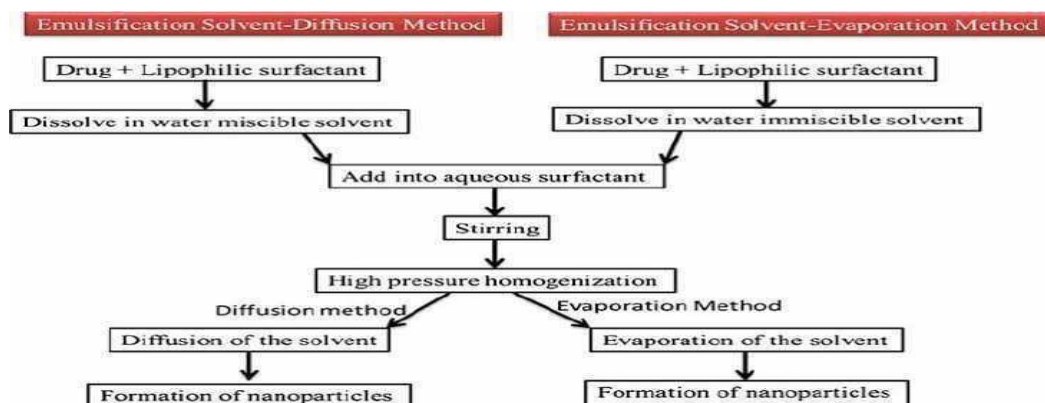 Emulsification Solvent-Diffusion Method
Emulsification Solvent-Evaporation Method
Drug + Lipophilic surfactant
Drug + Lipophilic surfactant
Dissolve in water miscible solvent
Dissolve in water immiscible solvent
Add into aqueous surfactant
Stirring
High pressure homogenization
Diffusion method
Evaporation Method
Diffusion of the solvent
Evaporation of the solvent
Formation of nanoparticles
Formation of nanoparticles